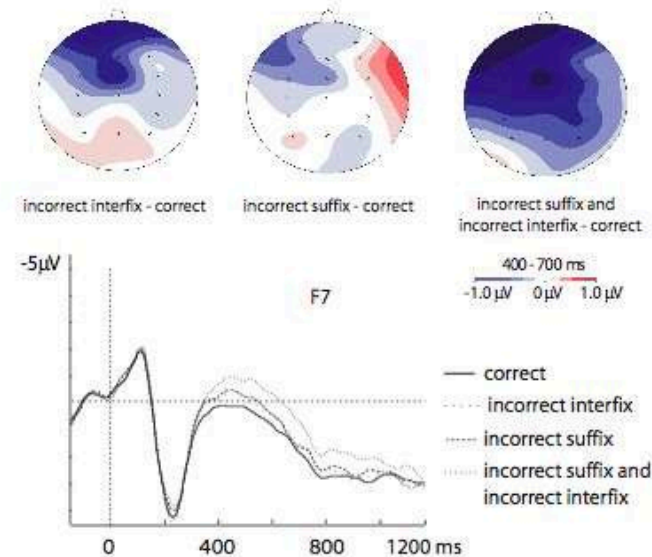 incorrect interfix - correct
incorrect suffix - correct
incorrect suffix and
incorrect interfix - correct
400 - 700 ms
-1.0 µV 0 µV 1.0 µV
-5µV
F7
correct
incorrect interfix
incorrect suffix
incorrect suffix and
incorrect interfix
0 400 800 1200 ms